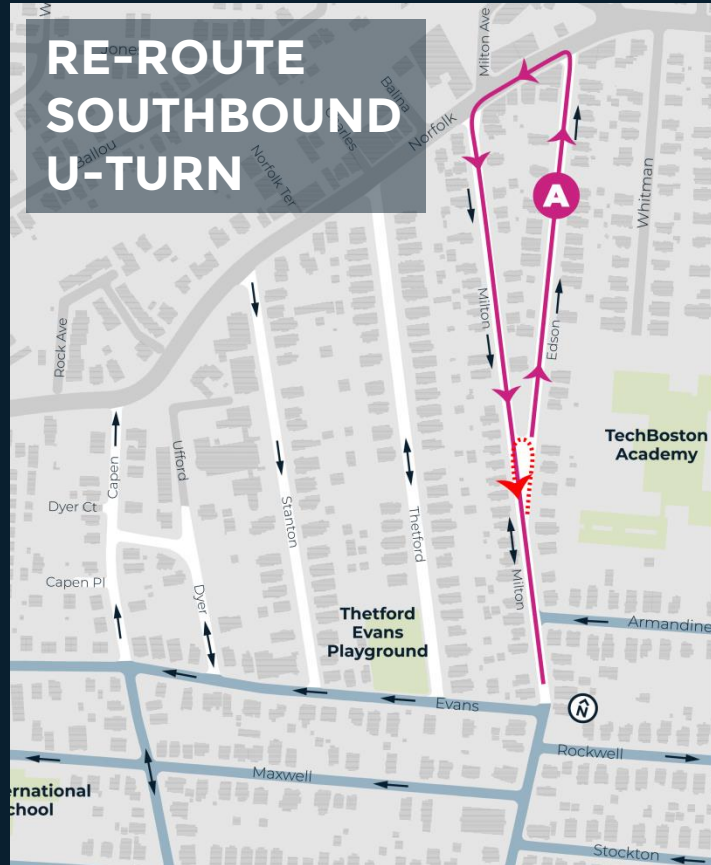 RE-ROUTE
SOUTHBOUND
U-TURN
Jones
Ballou
Norfolk Ter
Charles
Balina
Norfolk
Milton Ave
A
Whitman
Rock Ave
Milton
Edson
TechBoston
Academy
Ufford
Capen
Dyer Ct
Stanton
Thetford
Capen Pl
Dyer
Milton
Thetford
Evans
Playground
Armandine
Evans
N
Rockwell
Maxwell
ernational
chool
Stockton